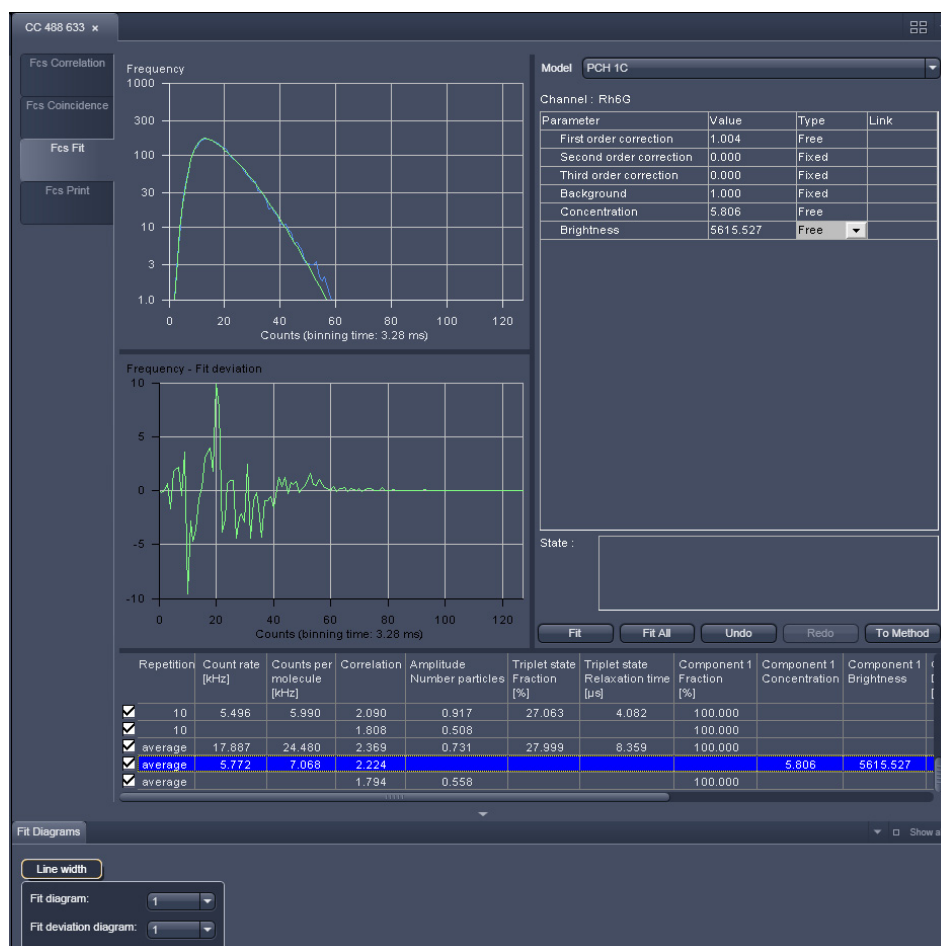 CC 488 633 ×
Fcs Correlation
Fcs Coincidence
Fcs Fit
Fcs Print
Frequency
1000
300
100
30
10
3
1.0
0 20 40 60 80 100 120
Counts (binning time: 3.28 ms)
Frequency - Fit deviation
10
5
0
-5
-10
0 20 40 60 80 100 120
Counts (binning time: 3.28 ms)
Model PCH 1C
Channel : Rh6G
Parameter Value Type Link
First order correction 1.004 Free
Second order correction 0.000 Fixed
Third order correction 0.000 Fixed
Background 1.000 Fixed
Concentration 5.806 Free
Brightness 5615.527 Free
State :
Fit Fit All Undo Redo To Method
Repetition Count rate Counts per Correlation Amplitude Triplet state Triplet state Component 1 Component 1 Component 1
[kHz] molecule Number particles Fraction Relaxation time Fraction Concentration Brightness
[kHz] [%] [µs] [%]
10 5.496 5.990 2.090 0.917 27.063 4.082 100.000
10 1.808 0.508 100.000
average 17.887 24.480 2.369 0.731 27.999 8.359 100.000
average 5.772 7.068 2.224 5.806 5615.527
average 1.794 0.558 100.000
Fit Diagrams
Show a
Line width
Fit diagram: 1
Fit deviation diagram: 1